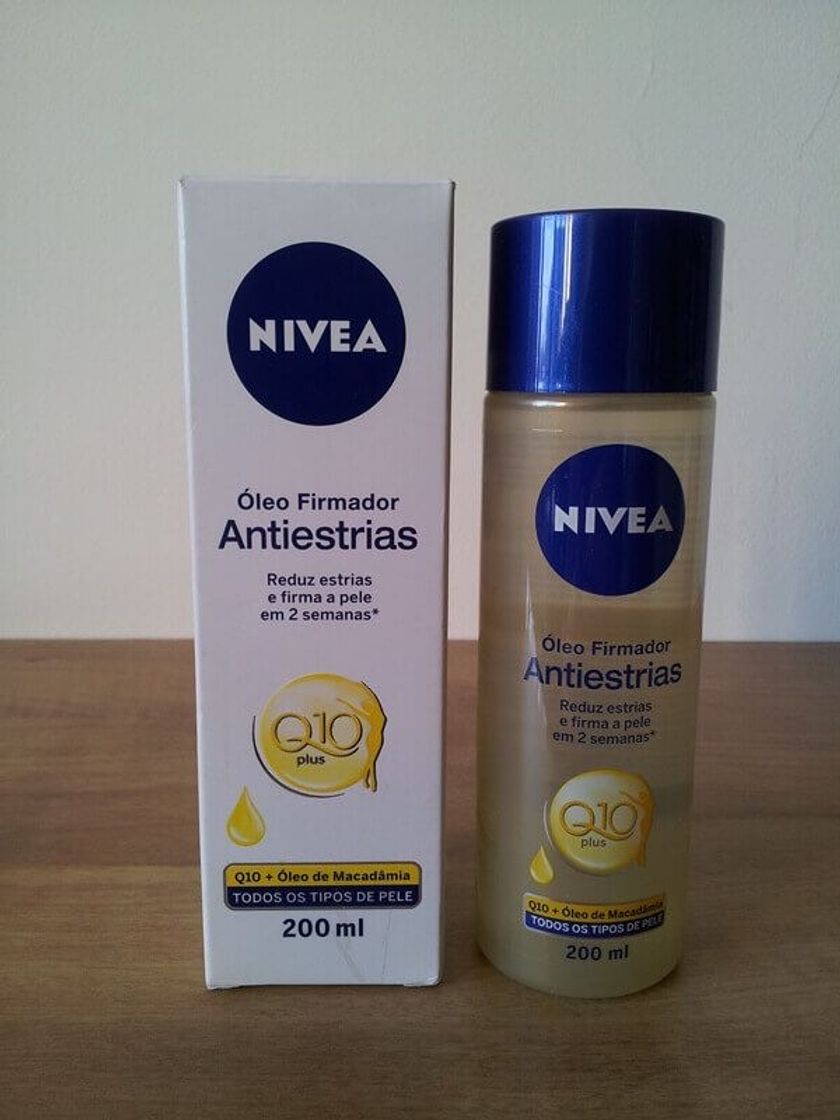 NIVEA
Óleo Firmador
Antiestrias
Reduz estrias
e firma a pele
em 2 semanas*
Q10
plus
Q10 + Óleo de Macadâmia
TODOS OS TIPOS DE PELE
200 ml
NIVEA
Óleo Firmador
Antiestrias
Reduz estrias
e firma a pele
em 2 semanas*
Q10
plus
Q10 + Óleo de Macadâmia
TODOS OS TIPOS DE PELE
200 ml